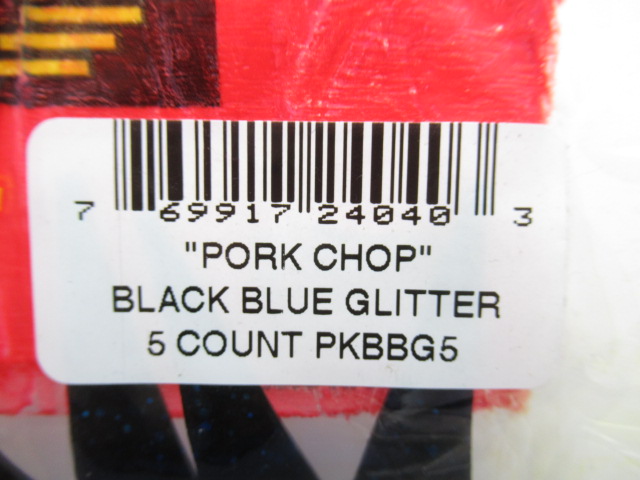 7 69917 24040 3
"PORK CHOP"
BLACK BLUE GLITTER
5 COUNT PKBBG5